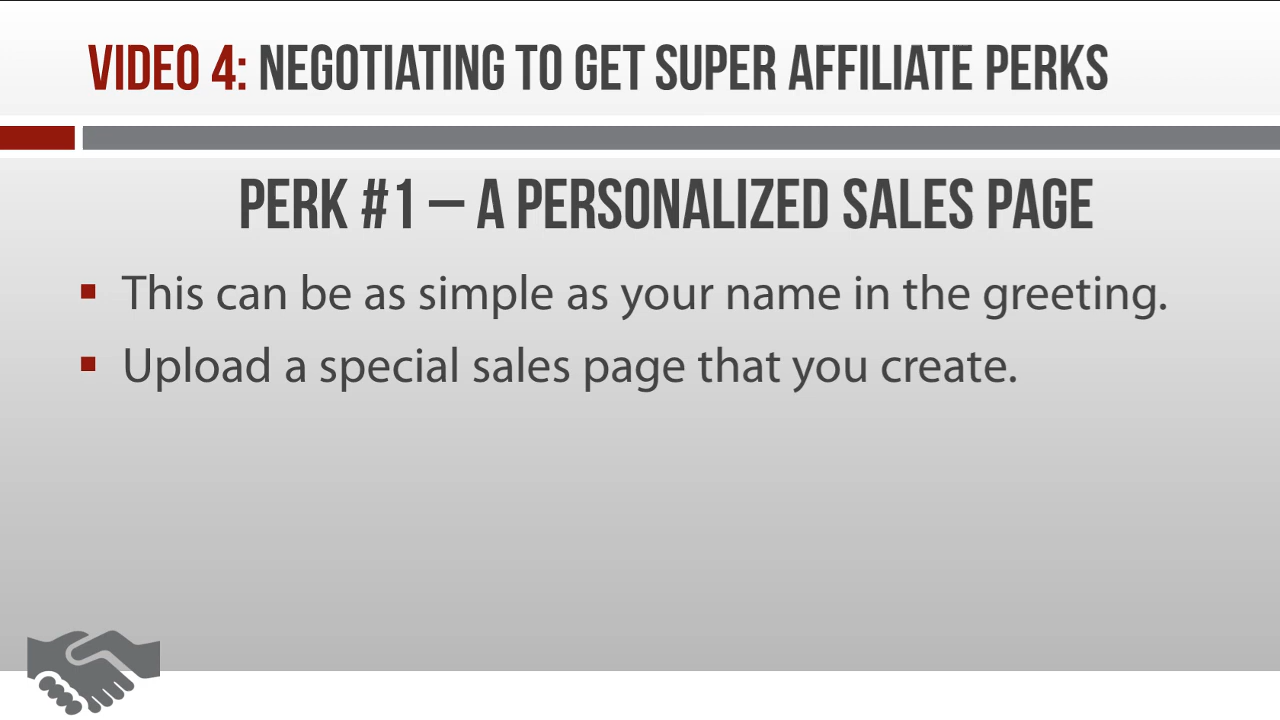 VIDEO 4: NEGOTIATING TO GET SUPER AFFILIATE PERKS
PERK #1 – A PERSONALIZED SALES PAGE
▪ This can be as simple as your name in the greeting.
▪ Upload a special sales page that you create.